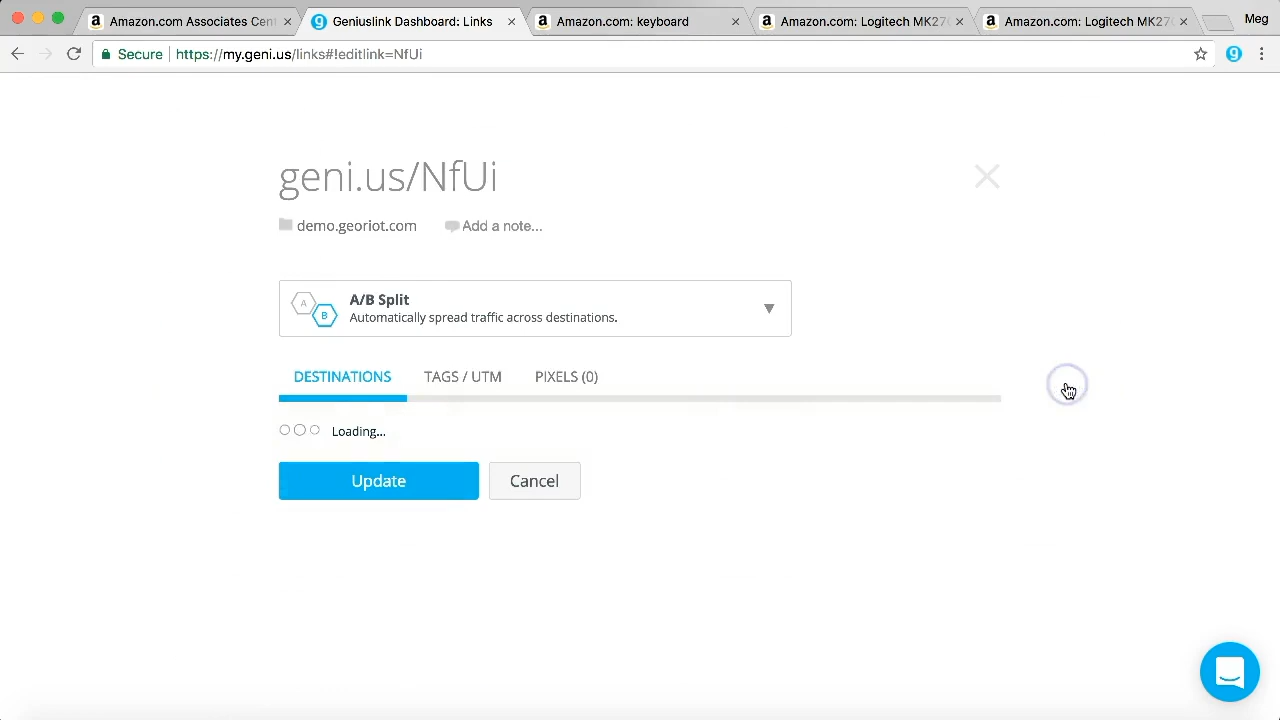 Amazon.com Associates Cent
Geniuslink Dashboard: Links
Amazon.com: keyboard
Amazon.com: Logitech MK270
Amazon.com: Logitech MK270
Meg
Secure
https://my.geni.us/links#!editlink=NfUi
geni.us/NfUi
demo.georiot.com
Add a note...
A
B
A/B Split
Automatically spread traffic across destinations.
DESTINATIONS
TAGS / UTM
PIXELS (0)
Loading...
Update
Cancel